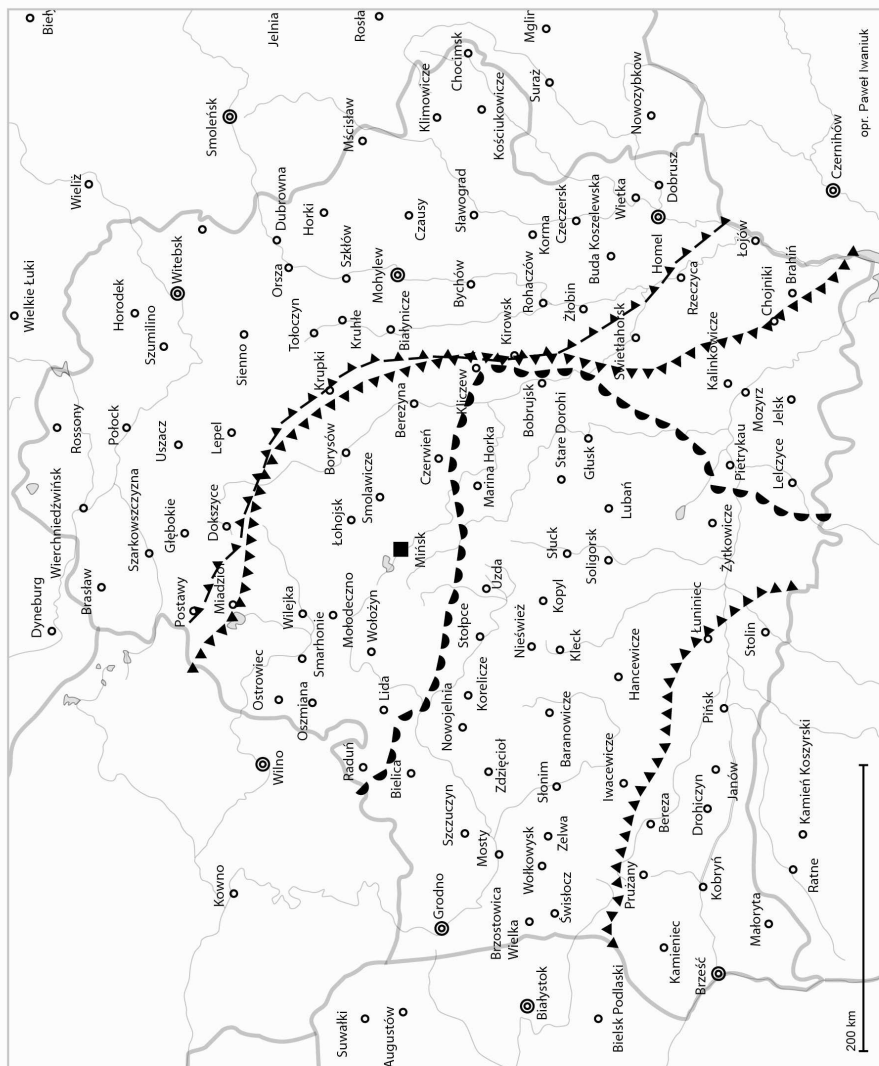 Dyneburg
Wielkie Łuki
Bieły
Wierchniedźwińsk
Rossony
Wieliż
Brasław
Połock
Horodek
Szarkowszczyzna
Szumilino
Głębokie
Uszacz
Witebsk
Postawy
Kowno
Miadzioł
Dokszyce
Lepel
Smoleńsk
Sienno
Ostrowiec
Wilno
Wilejka
Orsza
Dubrowna
Jelnia
Oszmiana
Smarhonie
Tołoczyn
Horki
Krupki
Borysów
Szkłów
Suwałki
Raduń
Mołodeczno
Łohojsk
Kruhle
Mścisław
Rosła
Augustów
Lida
Wołożyn
Smolawicze
Mohylew
Bielica
Mińsk
Berezyna
Białynicze
Grodno
Szczuczyn
Czerwień
Czausy
Klimowicze
Nowojelnia
Stołpce
Kliczew
Bychów
Sławograd
Chocimsk
Mosty
Korelicze
Uzda
Marina Horka
Kościukowicze
Brzostowica
Wielka
Zdzięcioł
Kirowsk
Wołkowysk
Nieśwież
Bobrujsk
Rohaczów
Korma
Suraż
Mglin
Białystok
Świsłocz
Zelwa
Słonim
Baranowicze
Kleck
Kopyl
Słuck
Stare Dorohi
Żłobin
Czeczersk
Bielsk Podlaski
Iwacewicze
Hancewicze
Soligorsk
Lubań
Głusk
Świetłahorsk
Buda Koszelewska
Prużany
Wietka
Nowozybkow
Kamieniec
Bereza
Homel
Dobrusz
Brześć
Kobryń
Drohiczyn
Pińsk
Łuniniec
Żytkowicze
Pietrykau
Kalinkowicze
Rzeczyca
Janów
Małoryta
Stolin
Lelczyce
Mozyrz
Jelsk
Chojniki
Łojów
Brahiń
Ratne
Kamień Koszyrski
Czernihów
200 km
opr. Paweł Iwaniuk